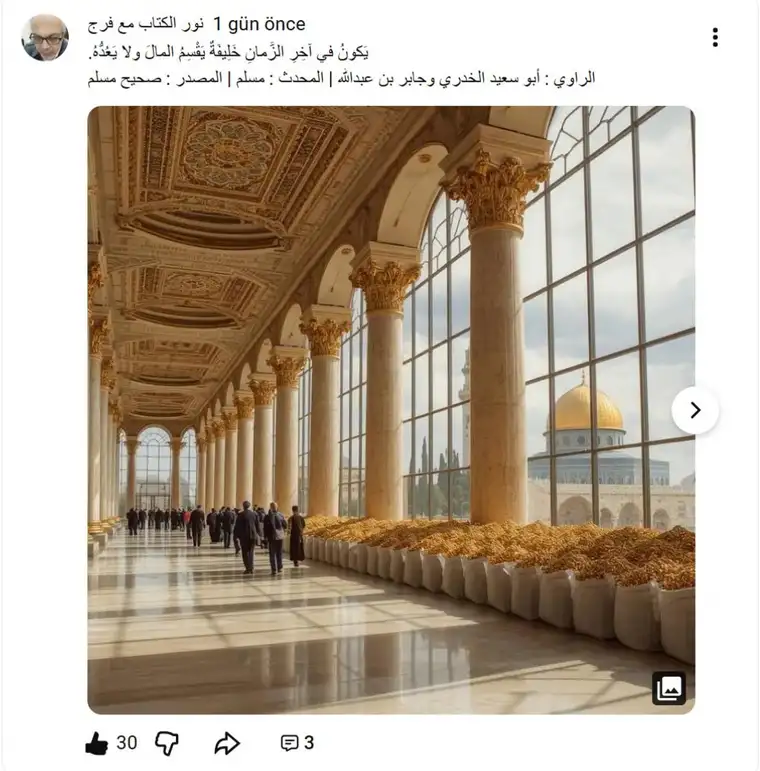 نور الكتاب مع فرج 1 gün önce
يَكونُ في آخِرِ الزَّمانِ خَلِيفَةٌ يَقْسِمُ المالَ ولا يَعُدُّهُ.
الراوي : أبو سعيد الخدري وجابر بن عبدالله | المحدث : مسلم | المصدر : صحيح مسلم
30
3